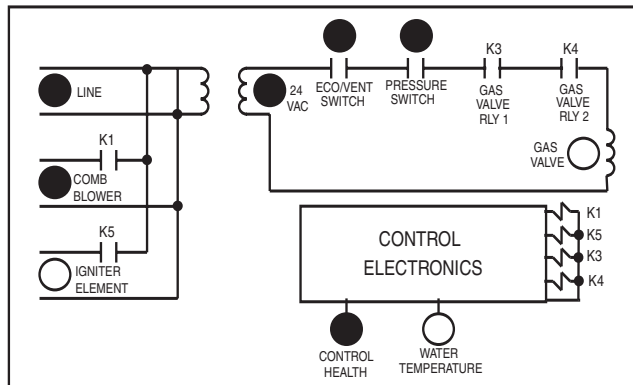 LINE
K1
COMB
BLOWER
K5
IGNITER
ELEMENT
24
VAC
ECO/VENT
SWITCH
PRESSURE
SWITCH
K3
GAS
VALVE
RLY 1
K4
GAS
VALVE
RLY 2
GAS
VALVE
CONTROL
ELECTRONICS
K1
K5
K3
K4
CONTROL
HEALTH
WATER
TEMPERATURE